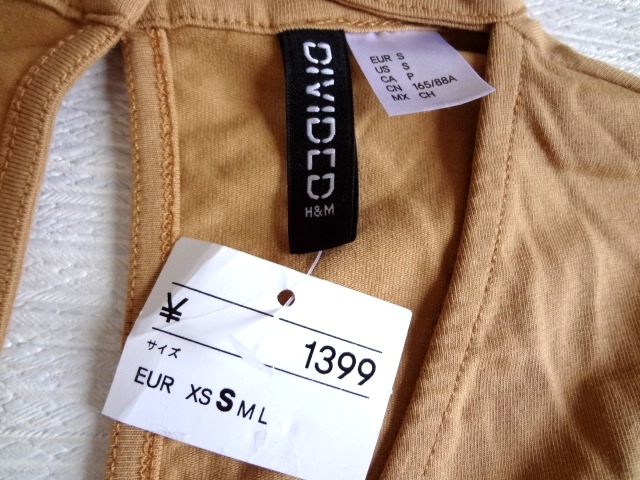 DIVIDED
H&M
EUR S
US S
CA P
CN 165/88A
MX CH
¥
1399
サイズ
EUR XS S M L